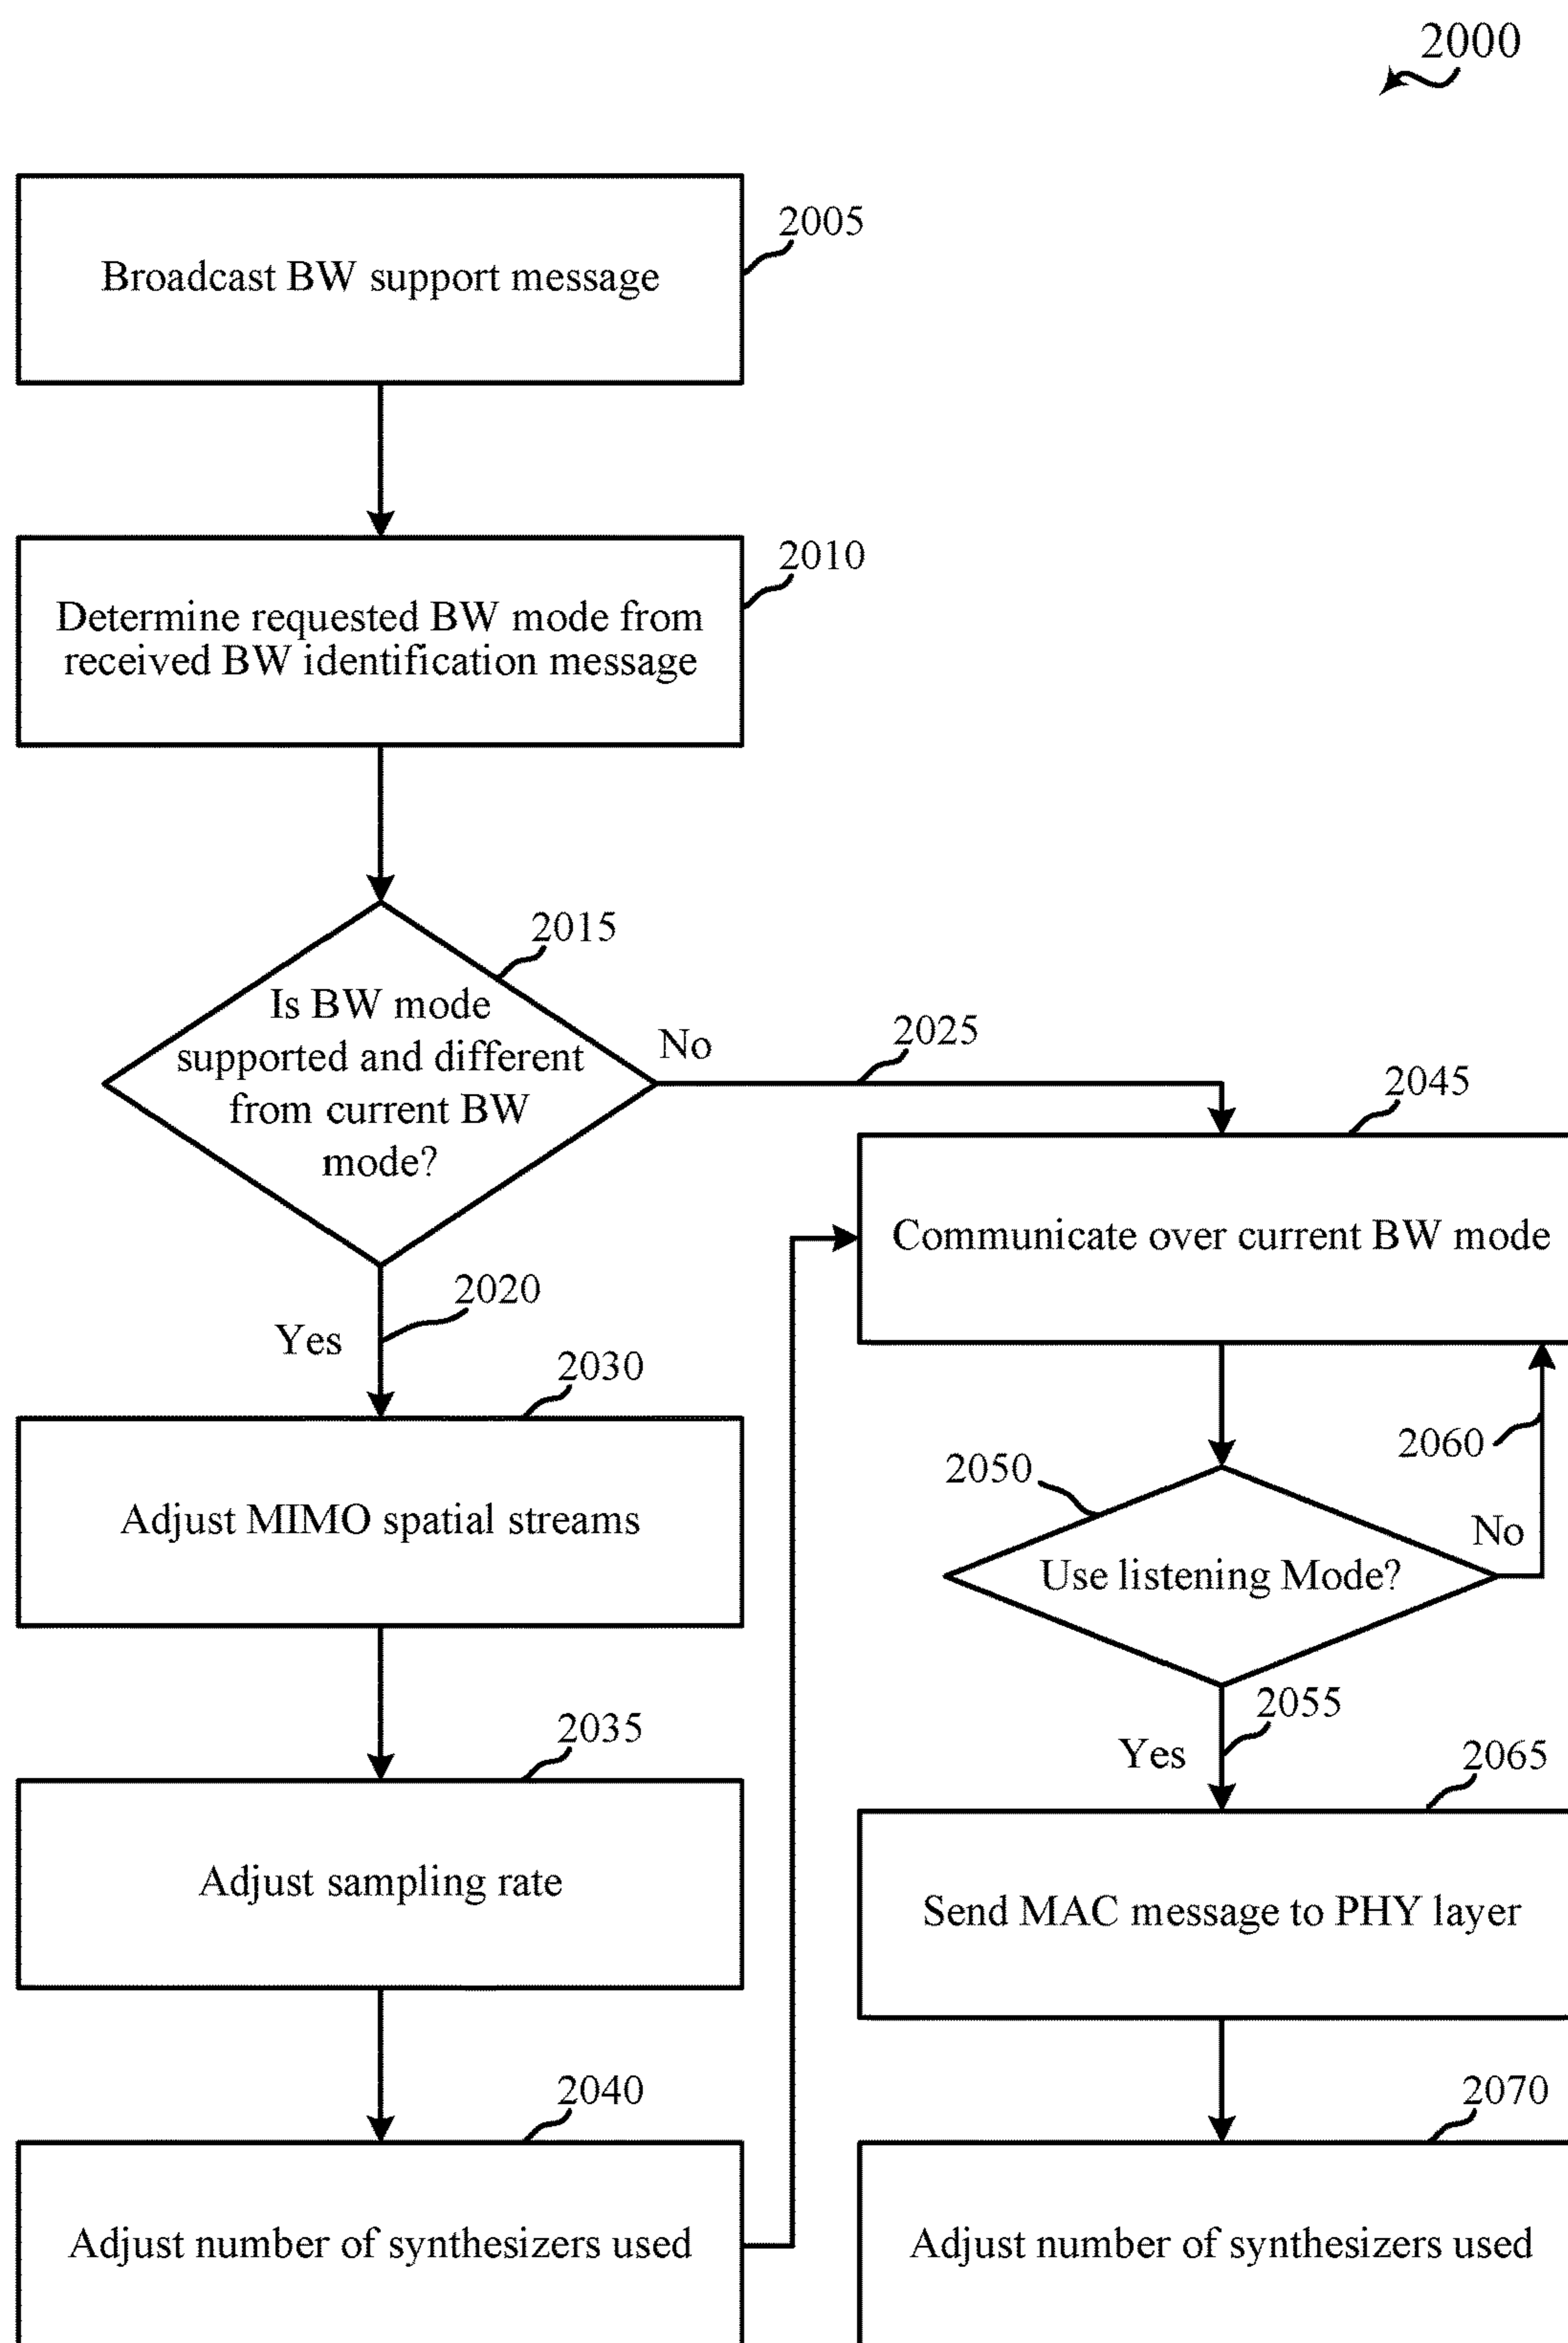 2000
2005
Broadcast BW support message
2010
Determine requested BW mode from
received BW identification message
2015
Is BW mode
supported and different
from current BW
mode?
No
2025
2020
Yes
2030
Adjust MIMO spatial streams
2035
Adjust sampling rate
2040
Adjust number of synthesizers used
2045
Communicate over current BW mode
2060
2050
No
Use listening Mode?
2055
Yes
2065
Send MAC message to PHY layer
2070
Adjust number of synthesizers used